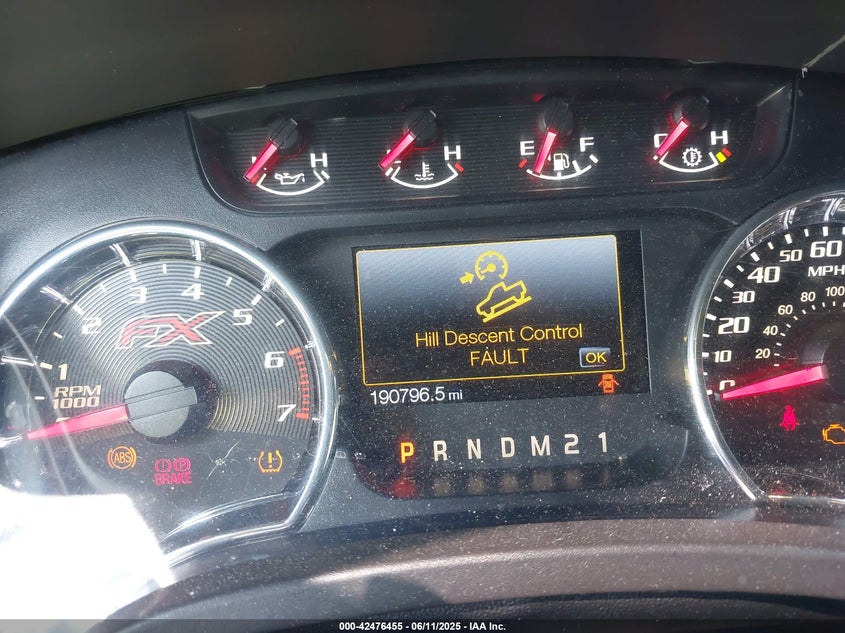 H
H
E F
C H
1 2 3 4 5 6 7
FX
RPM
1000
ABS
BRAKE
Hill Descent Control
FAULT
OK
190796.5 mi
P R N D M 2 1
0 10 20 30 40 50 60
MPH
20 40 60 80 100
000-42476455 - 06/11/2025 - IAA Inc.